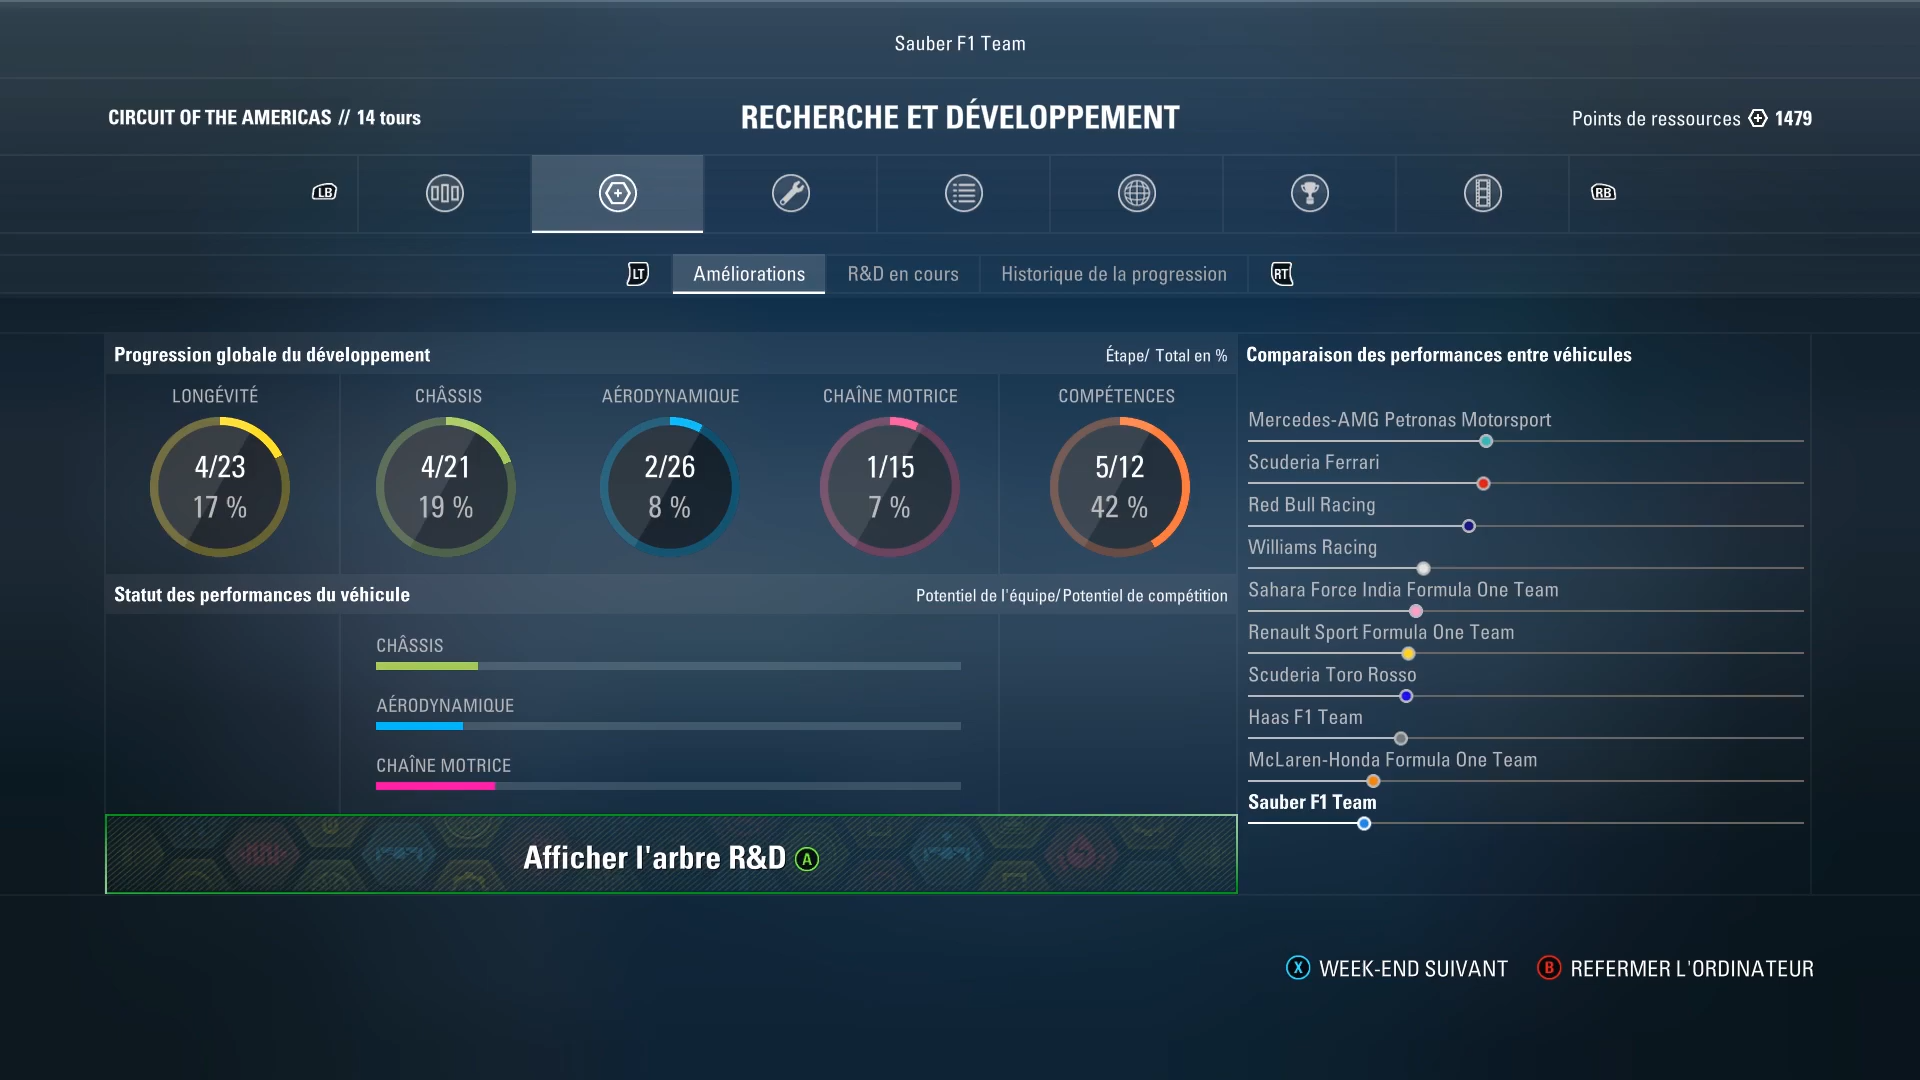 Sauber F1 Team
CIRCUIT OF THE AMERICAS // 14 tours
RECHERCHE ET DÉVELOPPEMENT
Points de ressources 1479
LB
RB
LT
Améliorations
R&D en cours
Historique de la progression
RT
Progression globale du développement
Étape/ Total en %
LONGÉVITÉ
4/23
17 %
CHÂSSIS
4/21
19 %
AÉRODYNAMIQUE
2/26
8 %
CHAÎNE MOTRICE
1/15
7 %
COMPÉTENCES
5/12
42 %
Statut des performances du véhicule
Potentiel de l'équipe/Potentiel de compétition
CHÂSSIS
AÉRODYNAMIQUE
CHAÎNE MOTRICE
Afficher l'arbre R&D A
Comparaison des performances entre véhicules
Mercedes-AMG Petronas Motorsport
Scuderia Ferrari
Red Bull Racing
Williams Racing
Sahara Force India Formula One Team
Renault Sport Formula One Team
Scuderia Toro Rosso
Haas F1 Team
McLaren-Honda Formula One Team
Sauber F1 Team
X WEEK-END SUIVANT
B REFERMER L'ORDINATEUR